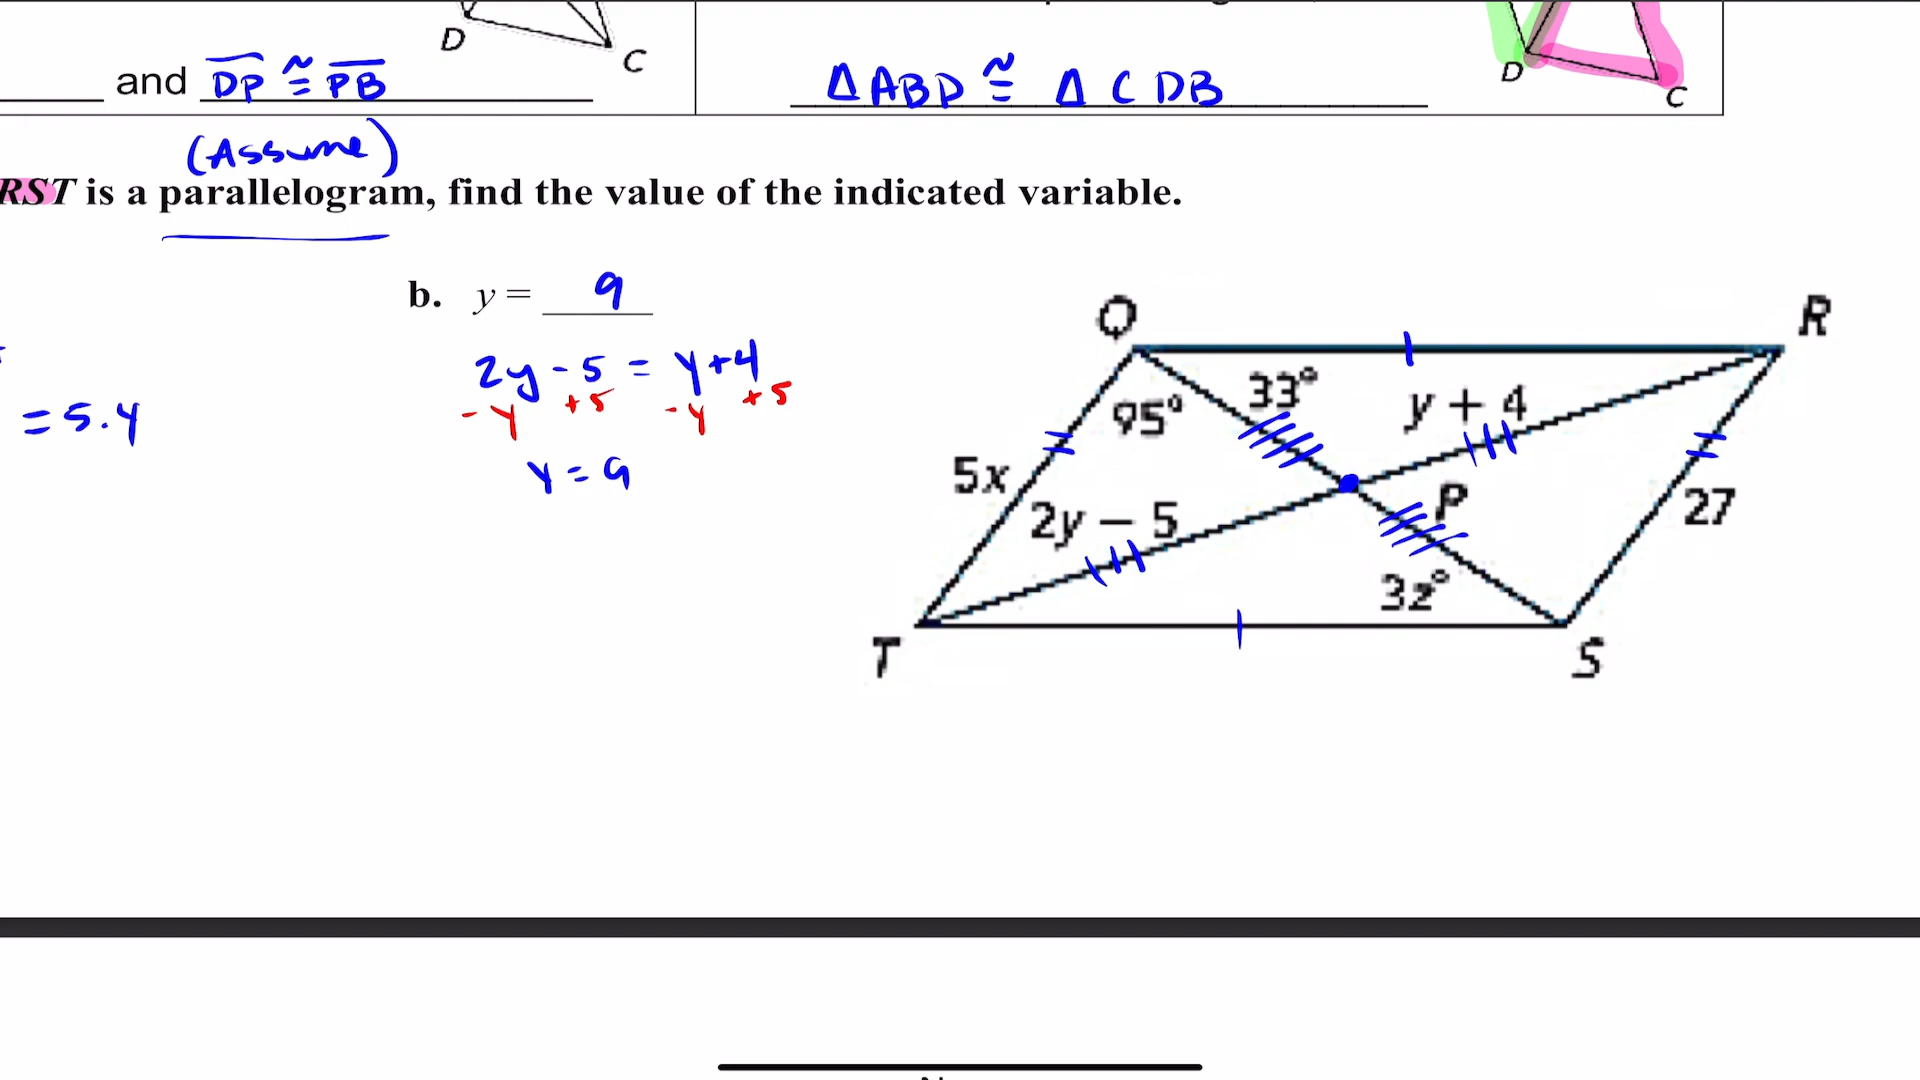 D
C
D
C
and DP ≅ PB
ΔABD ≅ ΔCDB
(Assume)
RST is a parallelogram, find the value of the indicated variable.
b. y = 9
2y - 5 = y + 4
- y + 5 - y + 5
y = 9
= 5.4
Q
R
33°
95°
y + 4
5x
2y – 5
P
27
3z°
T
S